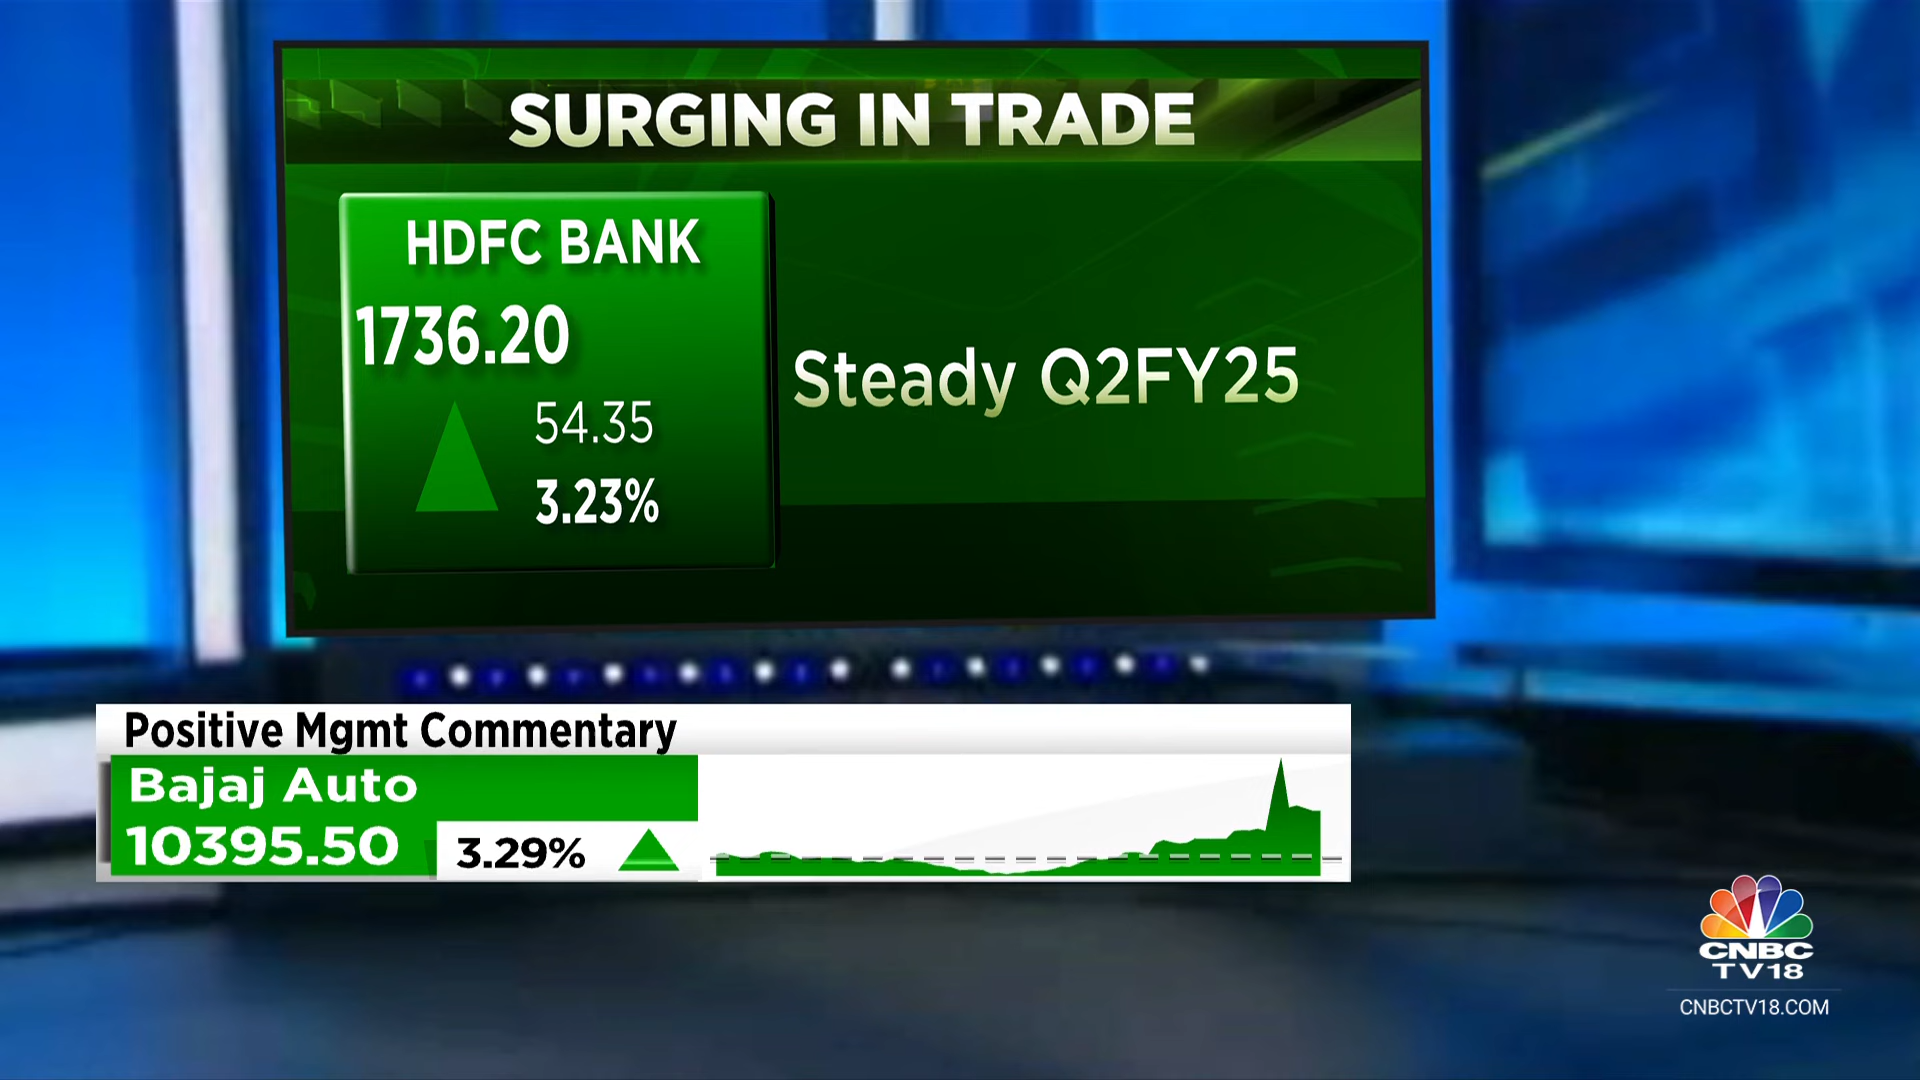 SURGING IN TRADE
HDFC BANK
1736.20
54.35
3.23%
Steady Q2FY25
Positive Mgmt Commentary
Bajaj Auto
10395.50
3.29%
CNBC
TV18
CNBCTV18.COM